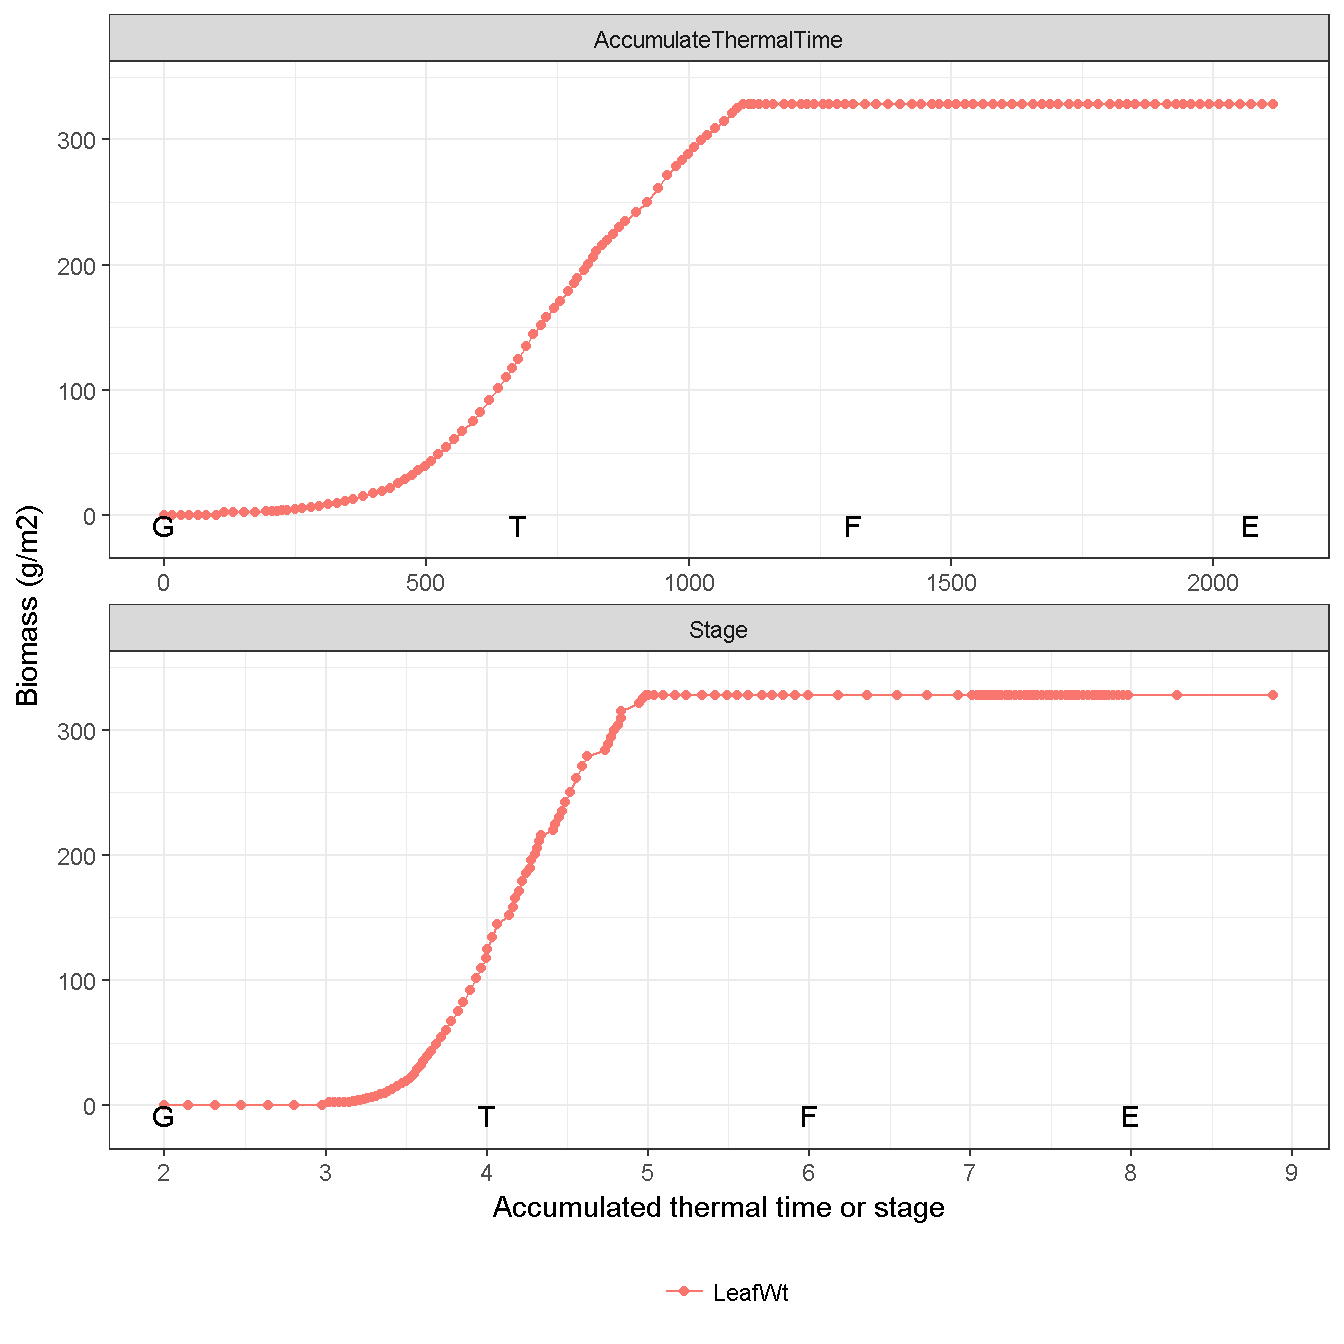 AccumulateThermalTime
300
200
100
0
G T F E
0 500 1000 1500 2000
Biomass (g/m2)
Stage
300
200
100
0
G T F E
2 3 4 5 6 7 8 9
Accumulated thermal time or stage
LeafWt